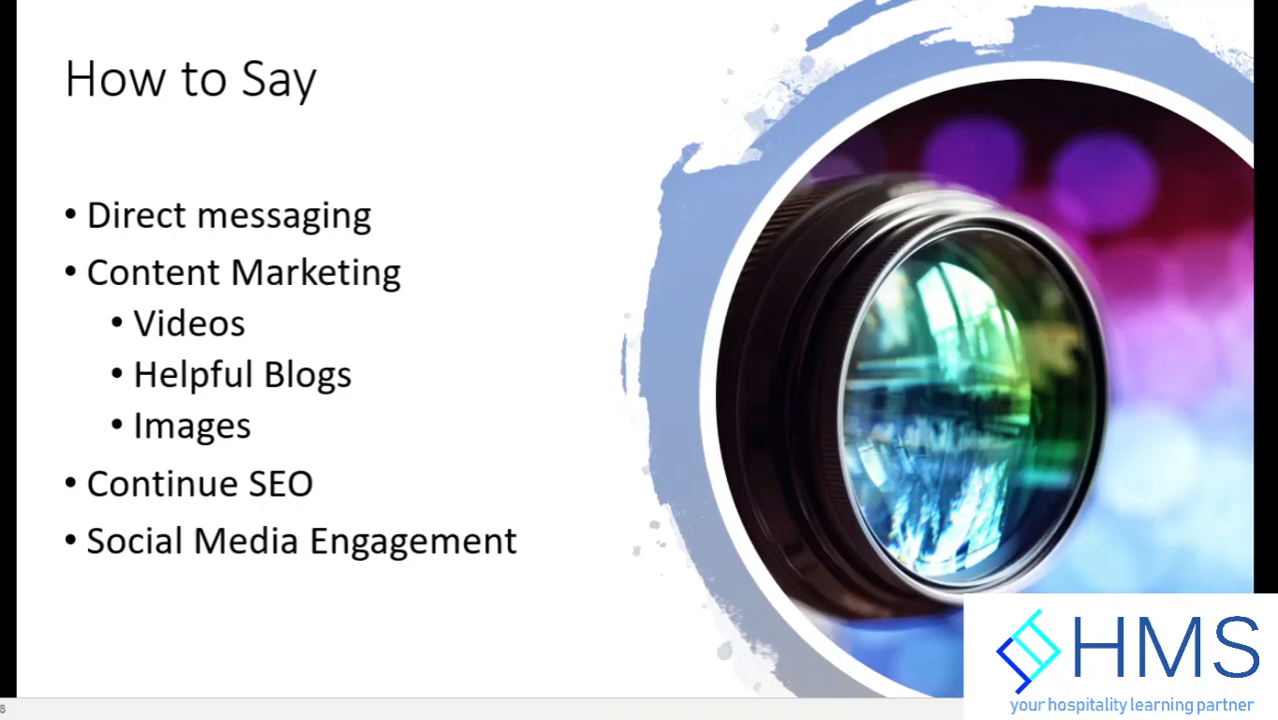 How to Say
• Direct messaging
• Content Marketing
• Videos
• Helpful Blogs
• Images
• Continue SEO
• Social Media Engagement
HMS
your hospitality learning partner
8